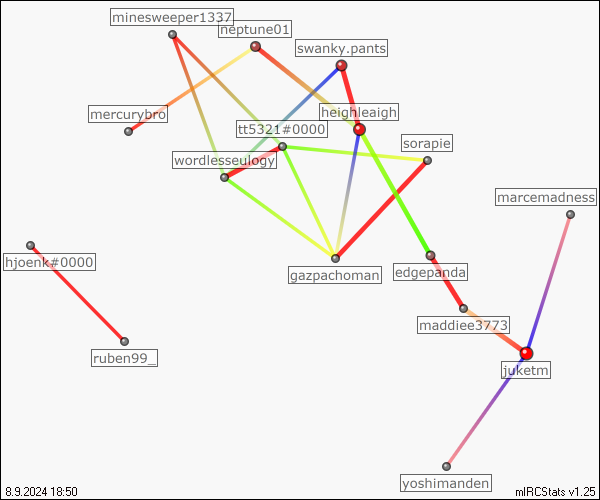 minesweeper1337
neptune01
swanky.pants
mercurybro
heighleaigh
tt5321#0000
sorapie
wordlesseulogy
marcemadness
hjoenk#0000
gazpachoman
edgepanda
maddiee3773
ruben99_
juketm
yoshimanden
8.9.2024 18:50
mIRCStats v1.25